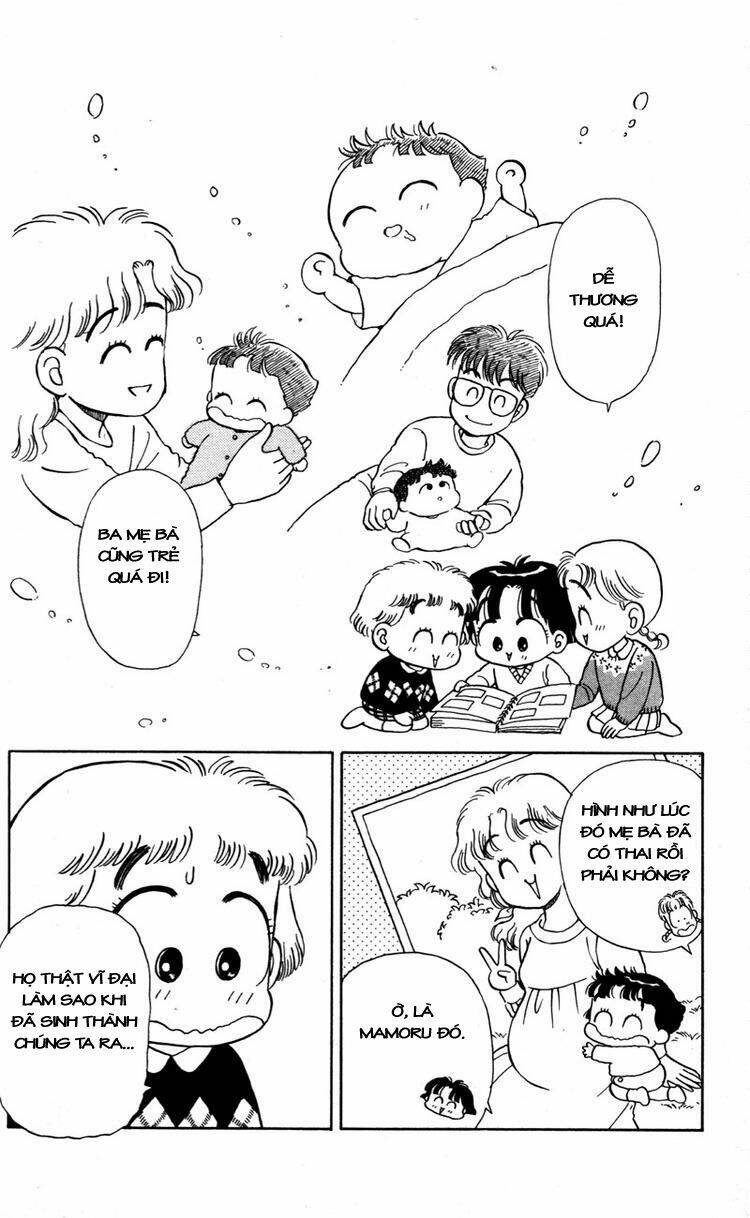 DỄ
THƯƠNG
QUÁ!
BA MẸ BÀ
CŨNG TRẺ
QUÁ ĐI!
HÌNH NHƯ LÚC
ĐÓ MẸ BÀ ĐÃ
CÓ THAI RỒI
PHẢI KHÔNG?
Ờ, LÀ
MAMORU ĐÓ.
HỌ THẬT VĨ ĐẠI
LÀM SAO KHI
ĐÃ SINH THÀNH
CHÚNG TA RA...